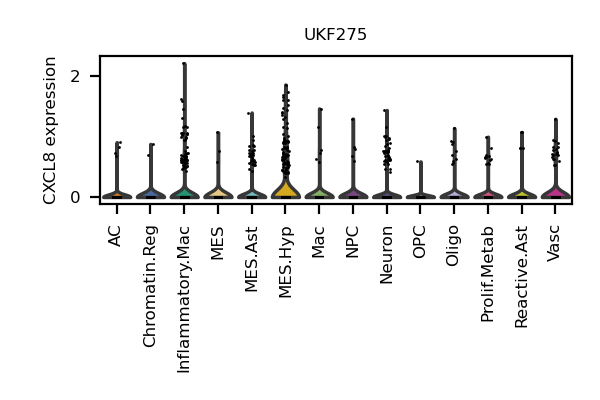 UKF275
CXCL8 expression
2
0
AC
Chromatin.Reg
Inflammatory.Mac
MES
MES.Ast
MES.Hyp
Mac
NPC
Neuron
OPC
Oligo
Prolif.Metab
Reactive.Ast
Vasc